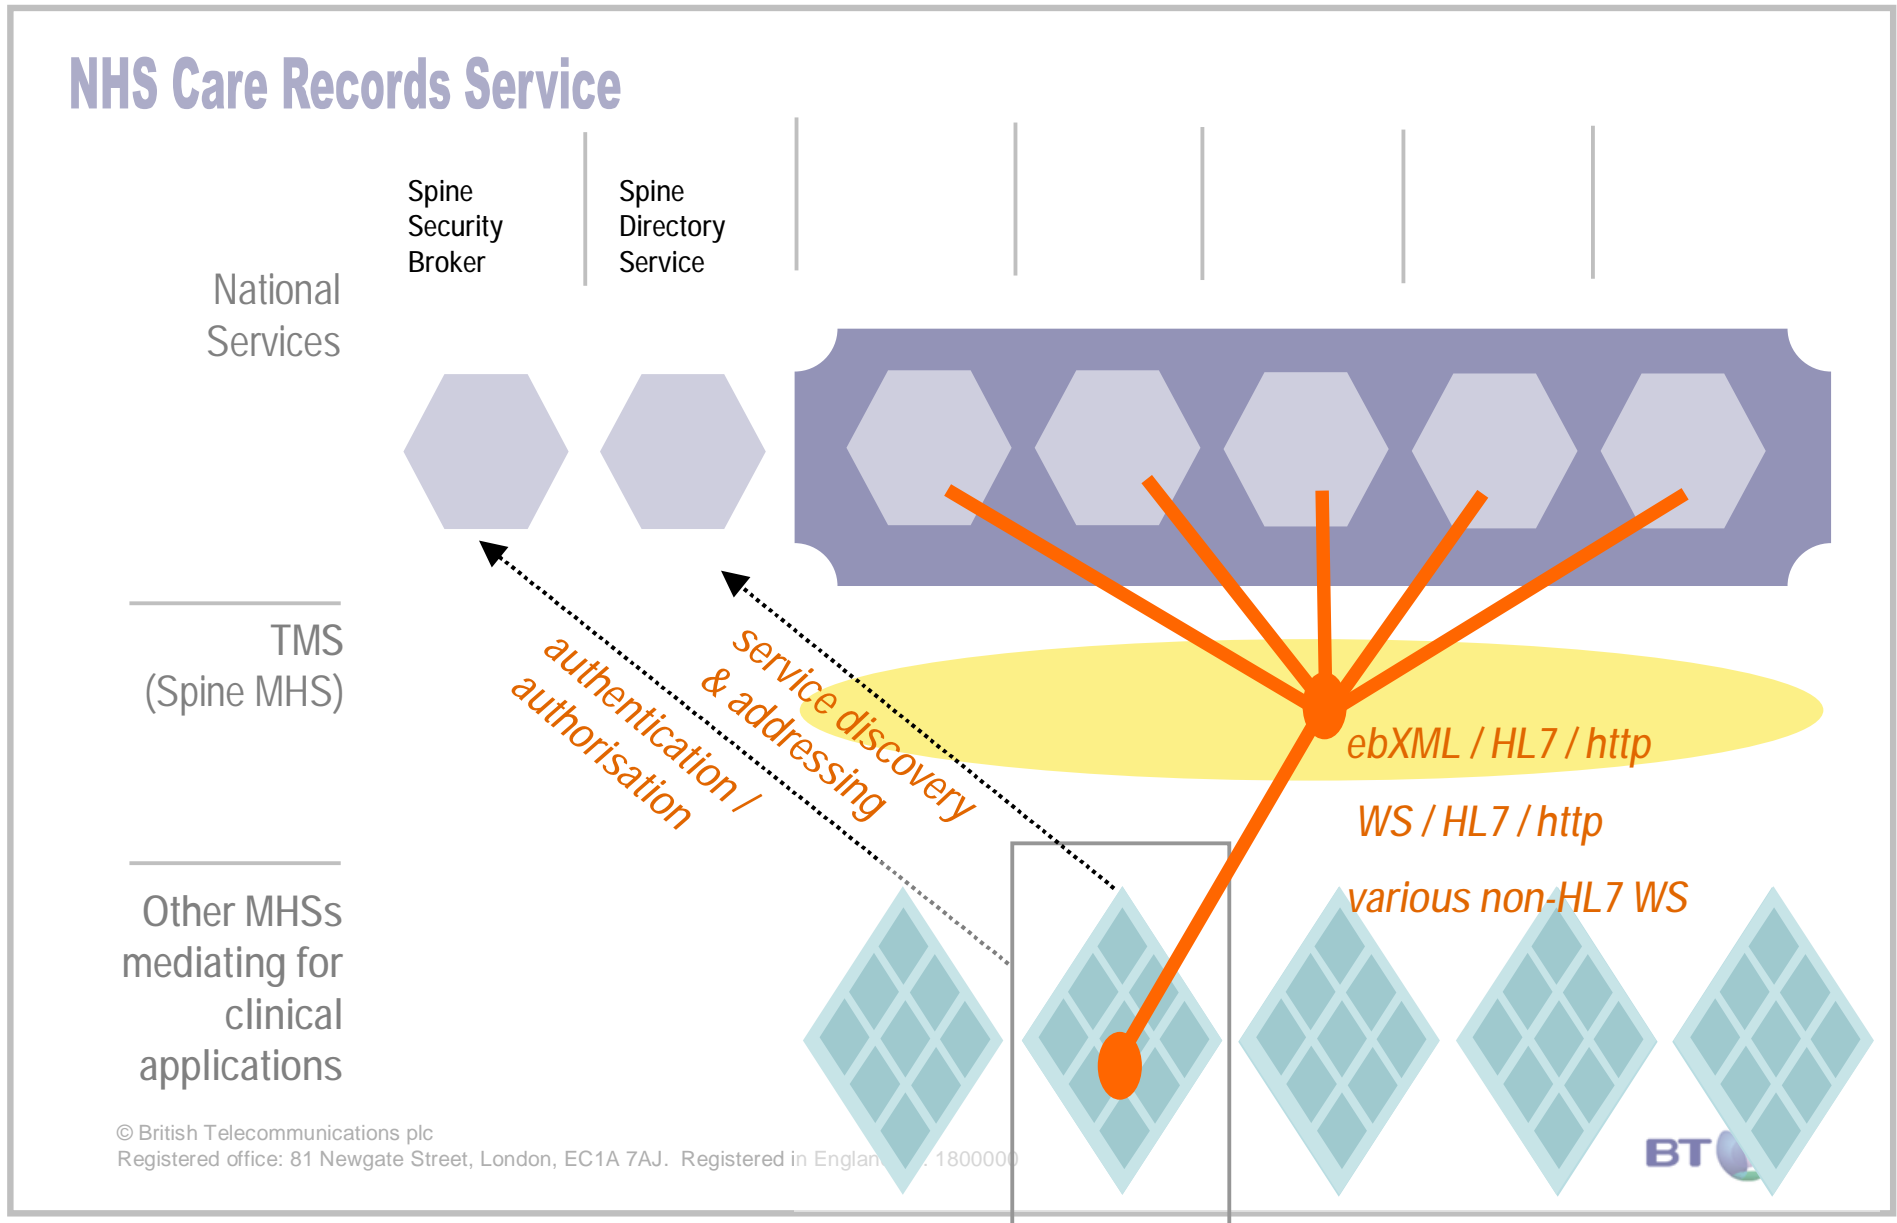 NHS Care Records Service
Spine
Security
Broker
Spine
Directory
Service
National
Services
TMS
(Spine MHS)
authentication /
authorisation
service discovery
& addressing
ebXML / HL7 / http
WS / HL7 / http
various non-HL7 WS
Other MHSs
mediating for
clinical
applications
© British Telecommunications plc
Registered office: 81 Newgate Street, London, EC1A 7AJ. Registered in Englan 1800000
BT